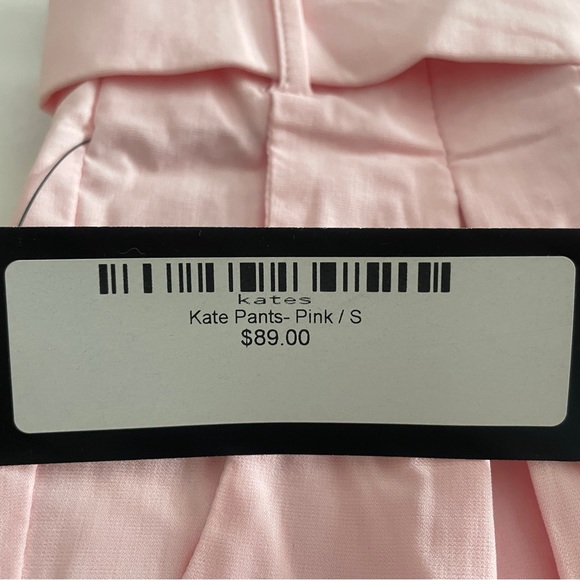 kates
Kate Pants- Pink / S
$89.00